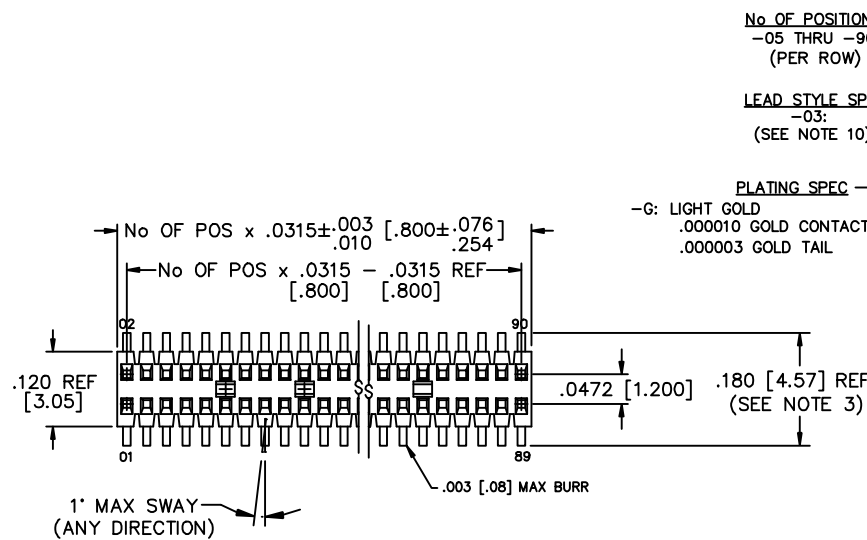 No OF POSITION
-05 THRU -90
(PER ROW)
LEAD STYLE SP
-03:
(SEE NOTE 10)
PLATING SPEC
-G: LIGHT GOLD
.000010 GOLD CONTACT
.000003 GOLD TAIL
No OF POS x .0315±.003 [.800±.076]
.010 .254
No OF POS x .0315 - .0315 REF
[.800] [.800]
02 90
.120 REF
[3.05]
.0472 [1.200]
.180 [4.57] REF
(SEE NOTE 3)
S S
01 89
.003 [.08] MAX BURR
1° MAX SWAY
(ANY DIRECTION)